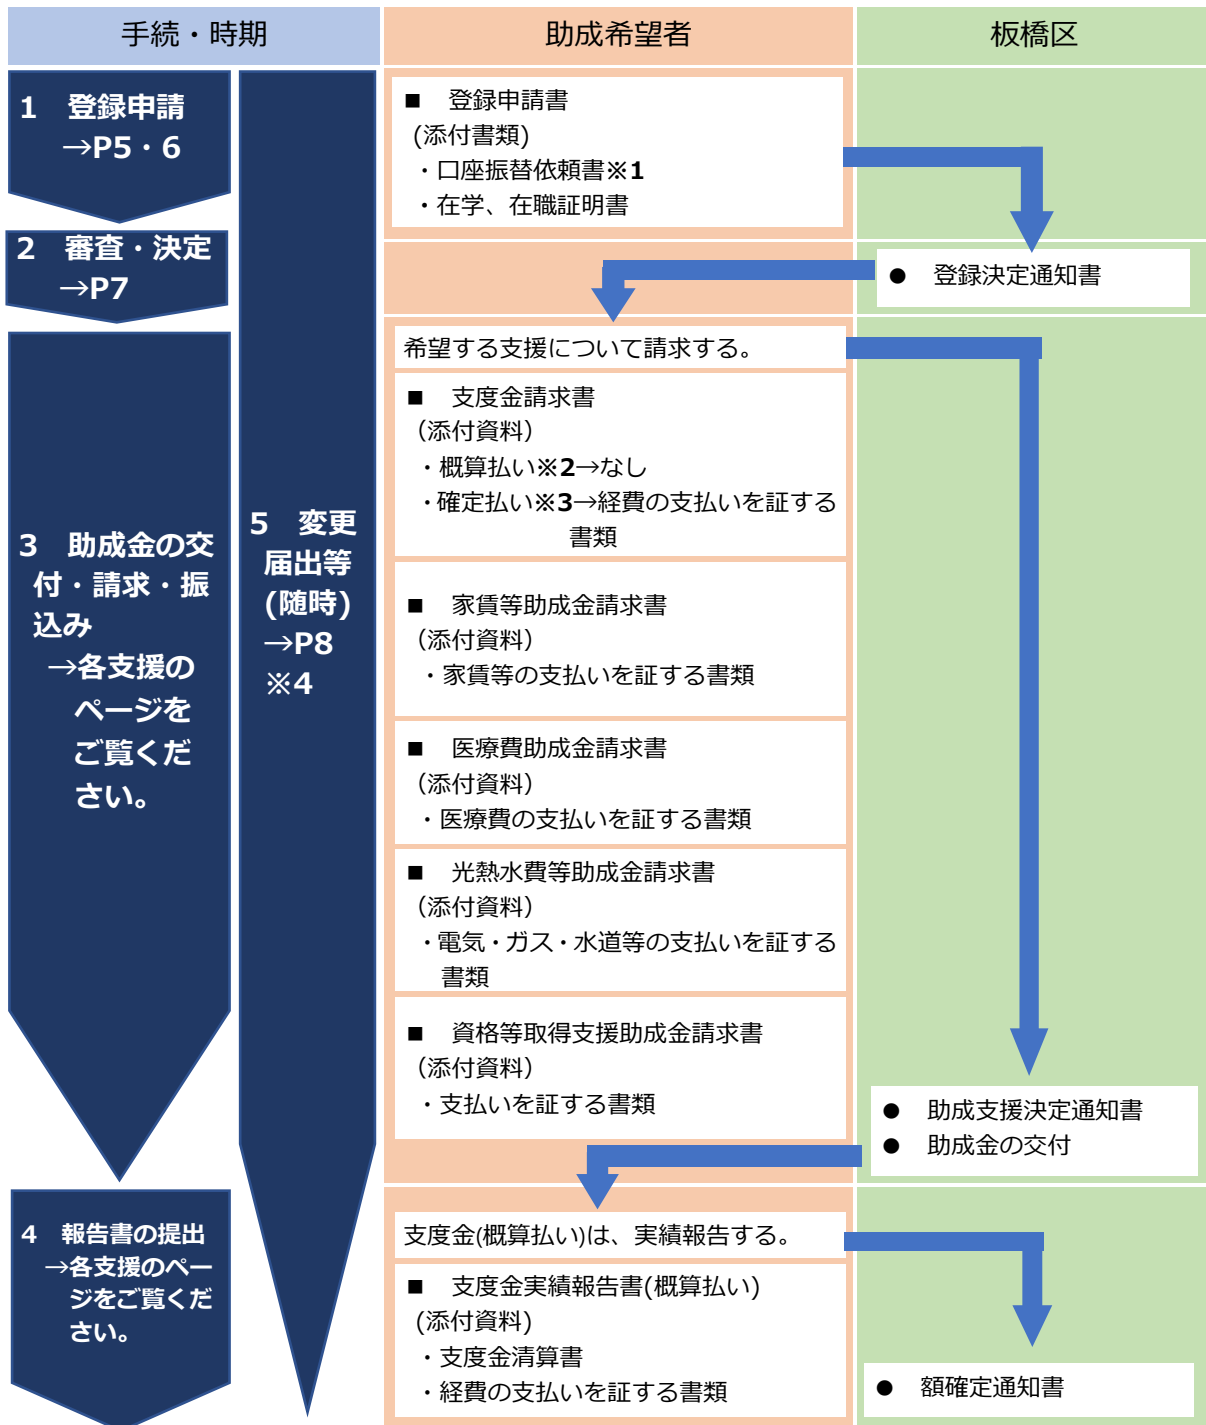 手続・時期
助成希望者
板橋区
1　登録申請
→P5・6
2　審査・決定
→P7
3　助成金の交
付・請求・振
込み
→各支援の
ページを
ご覧くだ
さい。
4　報告書の提出
→各支援のペー
ジをご覧くだ
さい。
5　変更
届出等
(随時)
→P8
※4
■　登録申請書
(添付書類)
・口座振替依頼書※1
・在学、在職証明書
●　登録決定通知書
希望する支援について請求する。
■　支度金請求書
（添付資料）
・概算払い※2→なし
・確定払い※3→経費の支払いを証する
書類
■　家賃等助成金請求書
（添付資料）
・家賃等の支払いを証する書類
■　医療費助成金請求書
（添付資料）
・医療費の支払いを証する書類
■　光熱水費等助成金請求書
（添付資料）
・電気・ガス・水道等の支払いを証する
書類
■　資格等取得支援助成金請求書
（添付資料）
・支払いを証する書類
●　助成支援決定通知書
●　助成金の交付
支度金(概算払い)は、実績報告する。
■　支度金実績報告書(概算払い)
(添付資料)
・支度金清算書
・経費の支払いを証する書類
●　額確定通知書